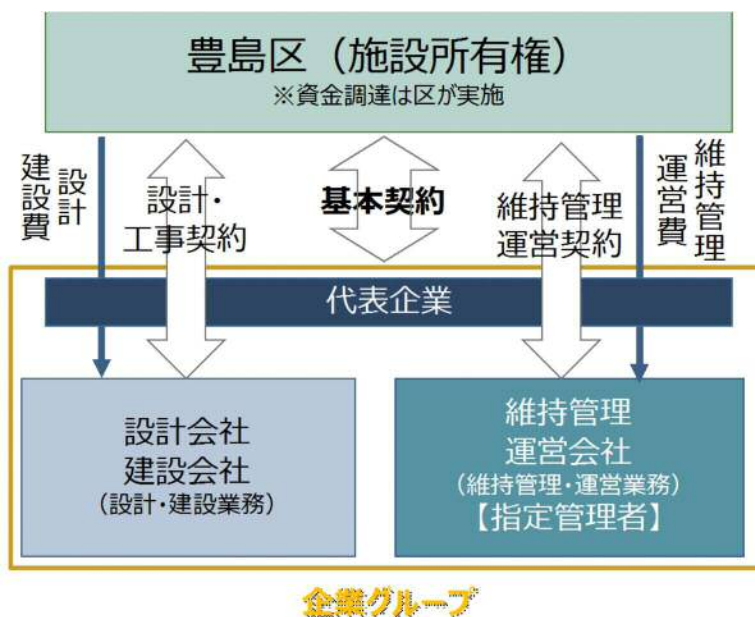 豊島区（施設所有権）
※資金調達は区が実施
設計
建設費
設計・
工事契約
基本契約
維持管理
運営契約
維持管理
運営費
代表企業
設計会社
建設会社
（設計・建設業務）
維持管理
運営会社
（維持管理・運営業務）
【指定管理者】
企業グループ